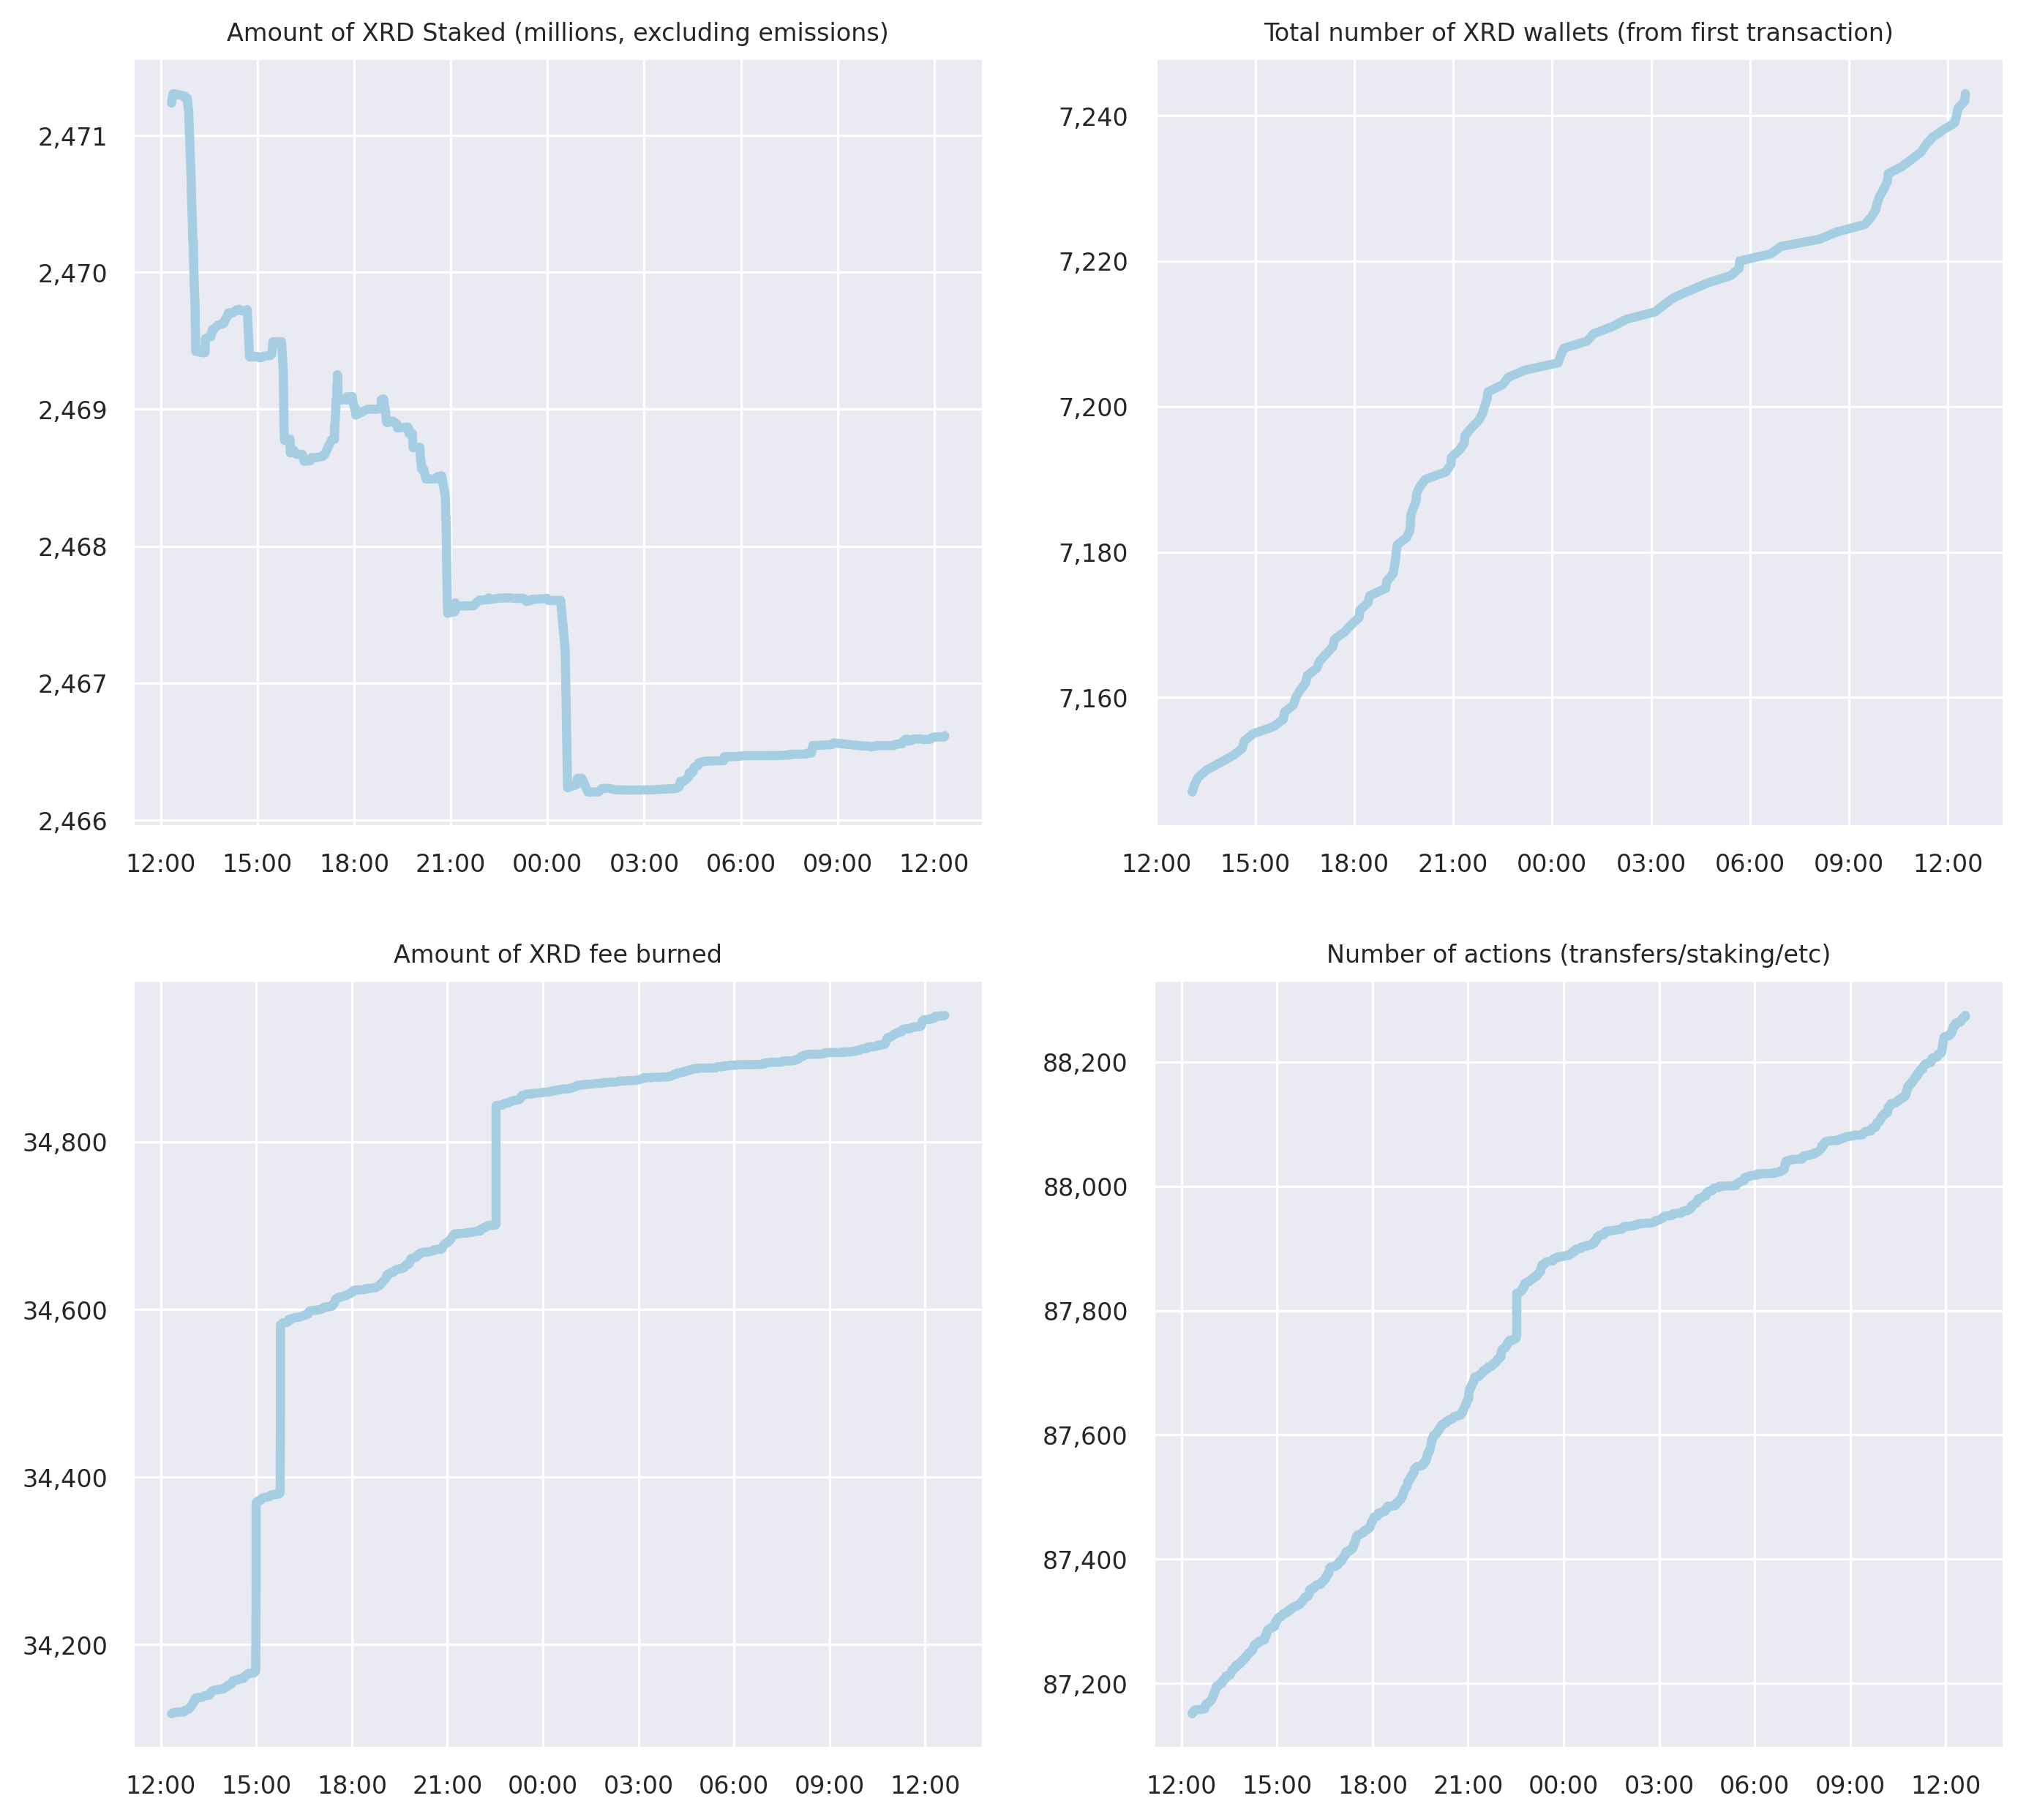 Amount of XRD Staked (millions, excluding emissions)
2,471
2,470
2,469
2,468
2,467
2,466
12:00 15:00 18:00 21:00 00:00 03:00 06:00 09:00 12:00
Total number of XRD wallets (from first transaction)
7,240
7,220
7,200
7,180
7,160
12:00 15:00 18:00 21:00 00:00 03:00 06:00 09:00 12:00
Amount of XRD fee burned
34,800
34,600
34,400
34,200
12:00 15:00 18:00 21:00 00:00 03:00 06:00 09:00 12:00
Number of actions (transfers/staking/etc)
88,200
88,000
87,800
87,600
87,400
87,200
12:00 15:00 18:00 21:00 00:00 03:00 06:00 09:00 12:00